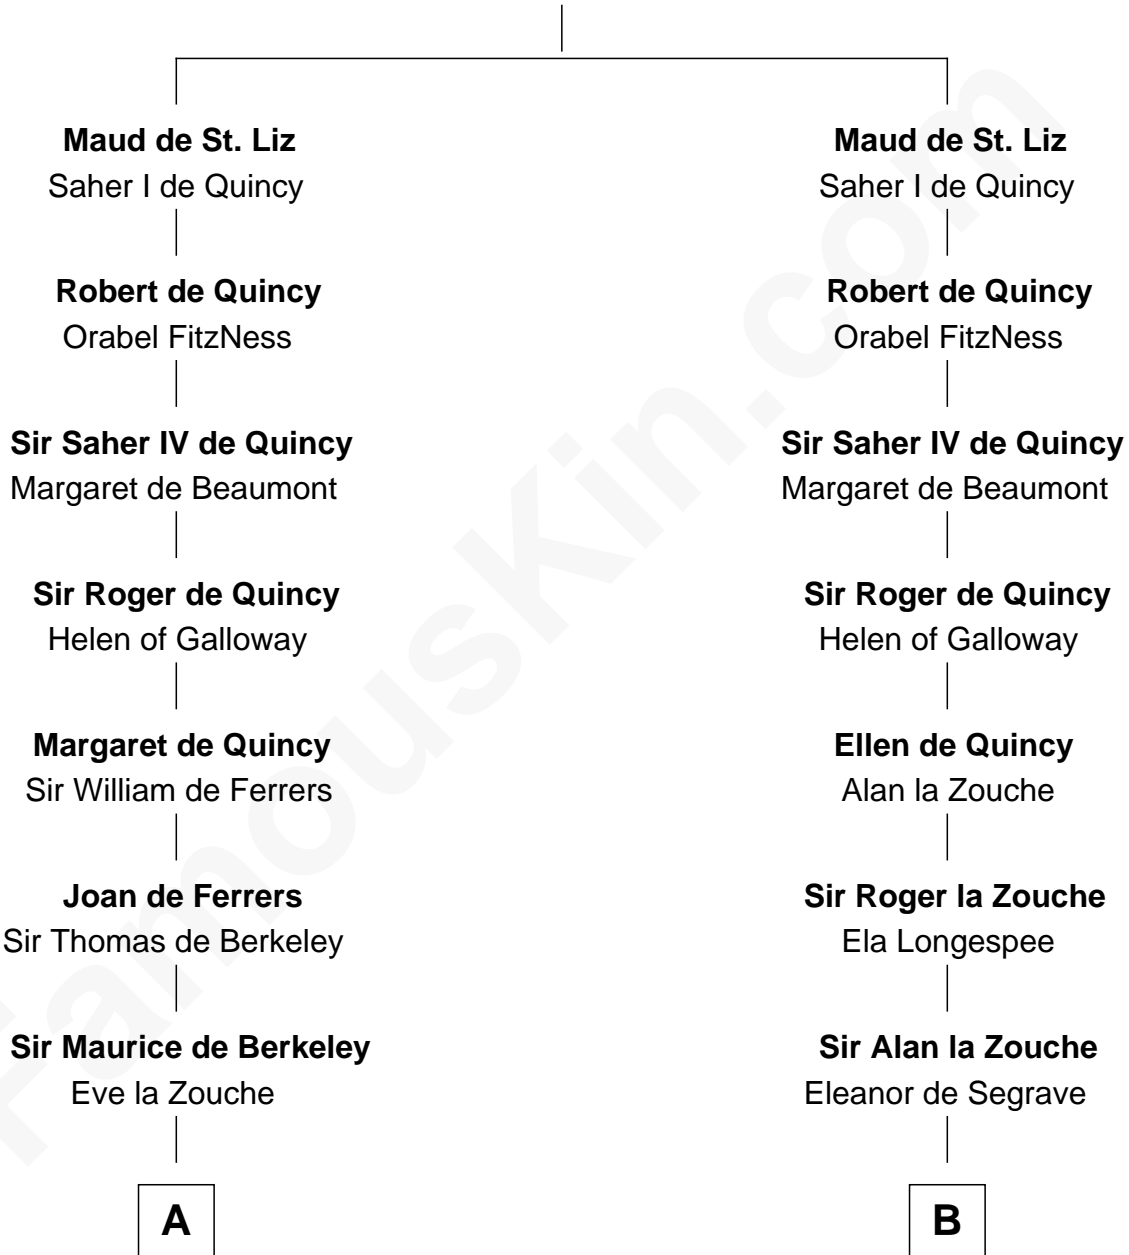 Maud de St. Liz
Saher I de Quincy
Robert de Quincy
Orabel FitzNess
Sir Saher IV de Quincy
Margaret de Beaumont
Sir Roger de Quincy
Helen of Galloway
Margaret de Quincy
Sir William de Ferrers
Joan de Ferrers
Sir Thomas de Berkeley
Sir Maurice de Berkeley
Eve la Zouche
A
Maud de St. Liz
Saher I de Quincy
Robert de Quincy
Orabel FitzNess
Sir Saher IV de Quincy
Margaret de Beaumont
Sir Roger de Quincy
Helen of Galloway
Ellen de Quincy
Alan la Zouche
Sir Roger la Zouche
Ela Longespee
Sir Alan la Zouche
Eleanor de Segrave
B
FamousKin.com